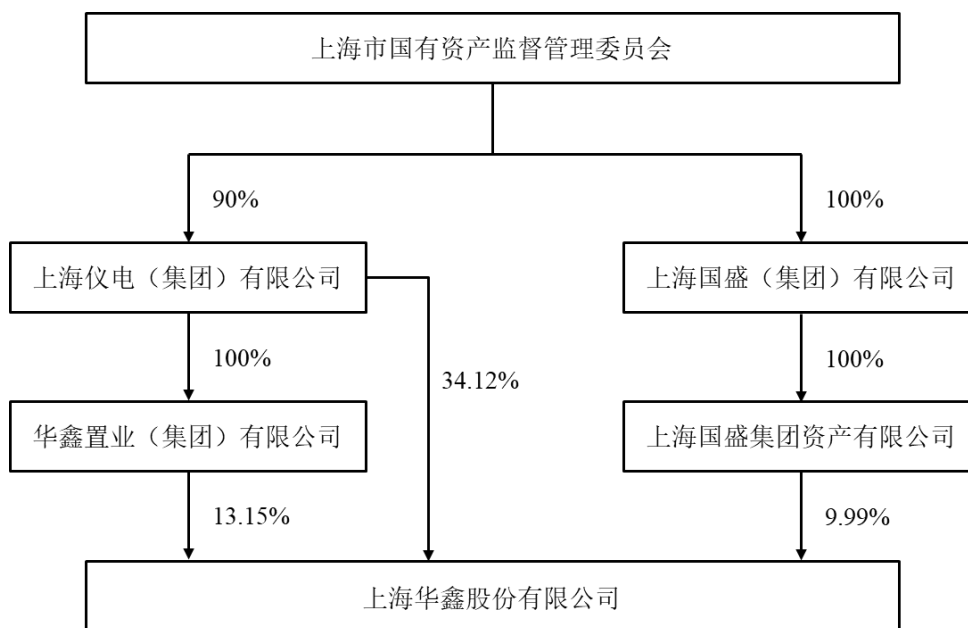 上海市国有资产监督管理委员会
90%
100%
上海仪电（集团）有限公司
上海国盛（集团）有限公司
100%
34.12%
100%
华鑫置业（集团）有限公司
上海国盛集团资产有限公司
13.15%
9.99%
上海华鑫股份有限公司